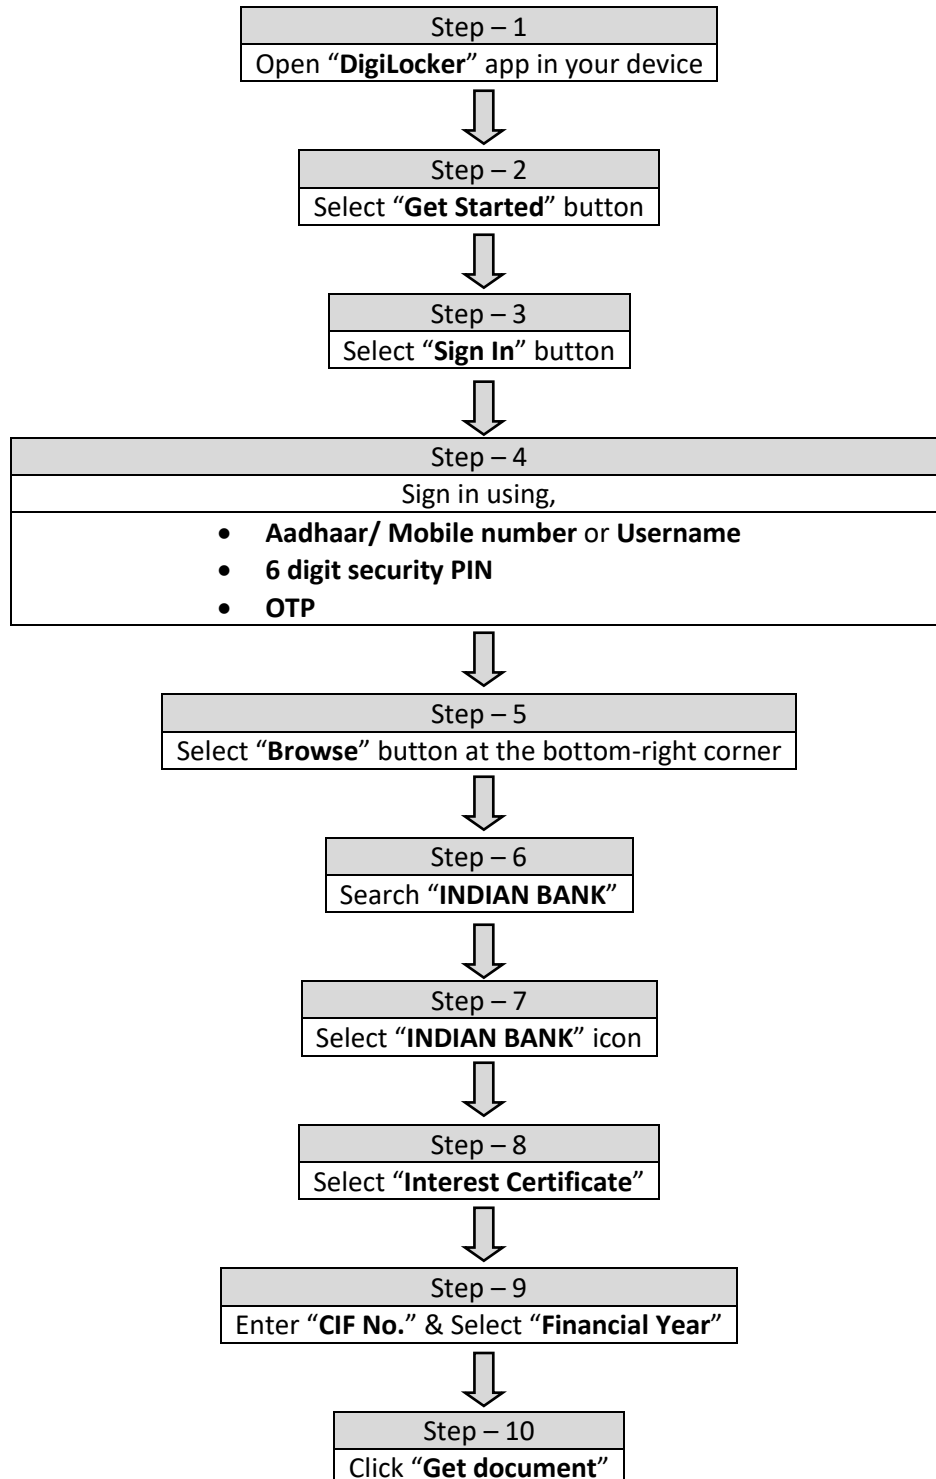 Step – 1
Open “DigiLocker” app in your device
Step – 2
Select “Get Started” button
Step – 3
Select “Sign In” button
Step – 4
Sign in using,
• Aadhaar/ Mobile number or Username
• 6 digit security PIN
• OTP
Step – 5
Select “Browse” button at the bottom-right corner
Step – 6
Search “INDIAN BANK”
Step – 7
Select “INDIAN BANK” icon
Step – 8
Select “Interest Certificate”
Step – 9
Enter “CIF No.” & Select “Financial Year”
Step – 10
Click “Get document”